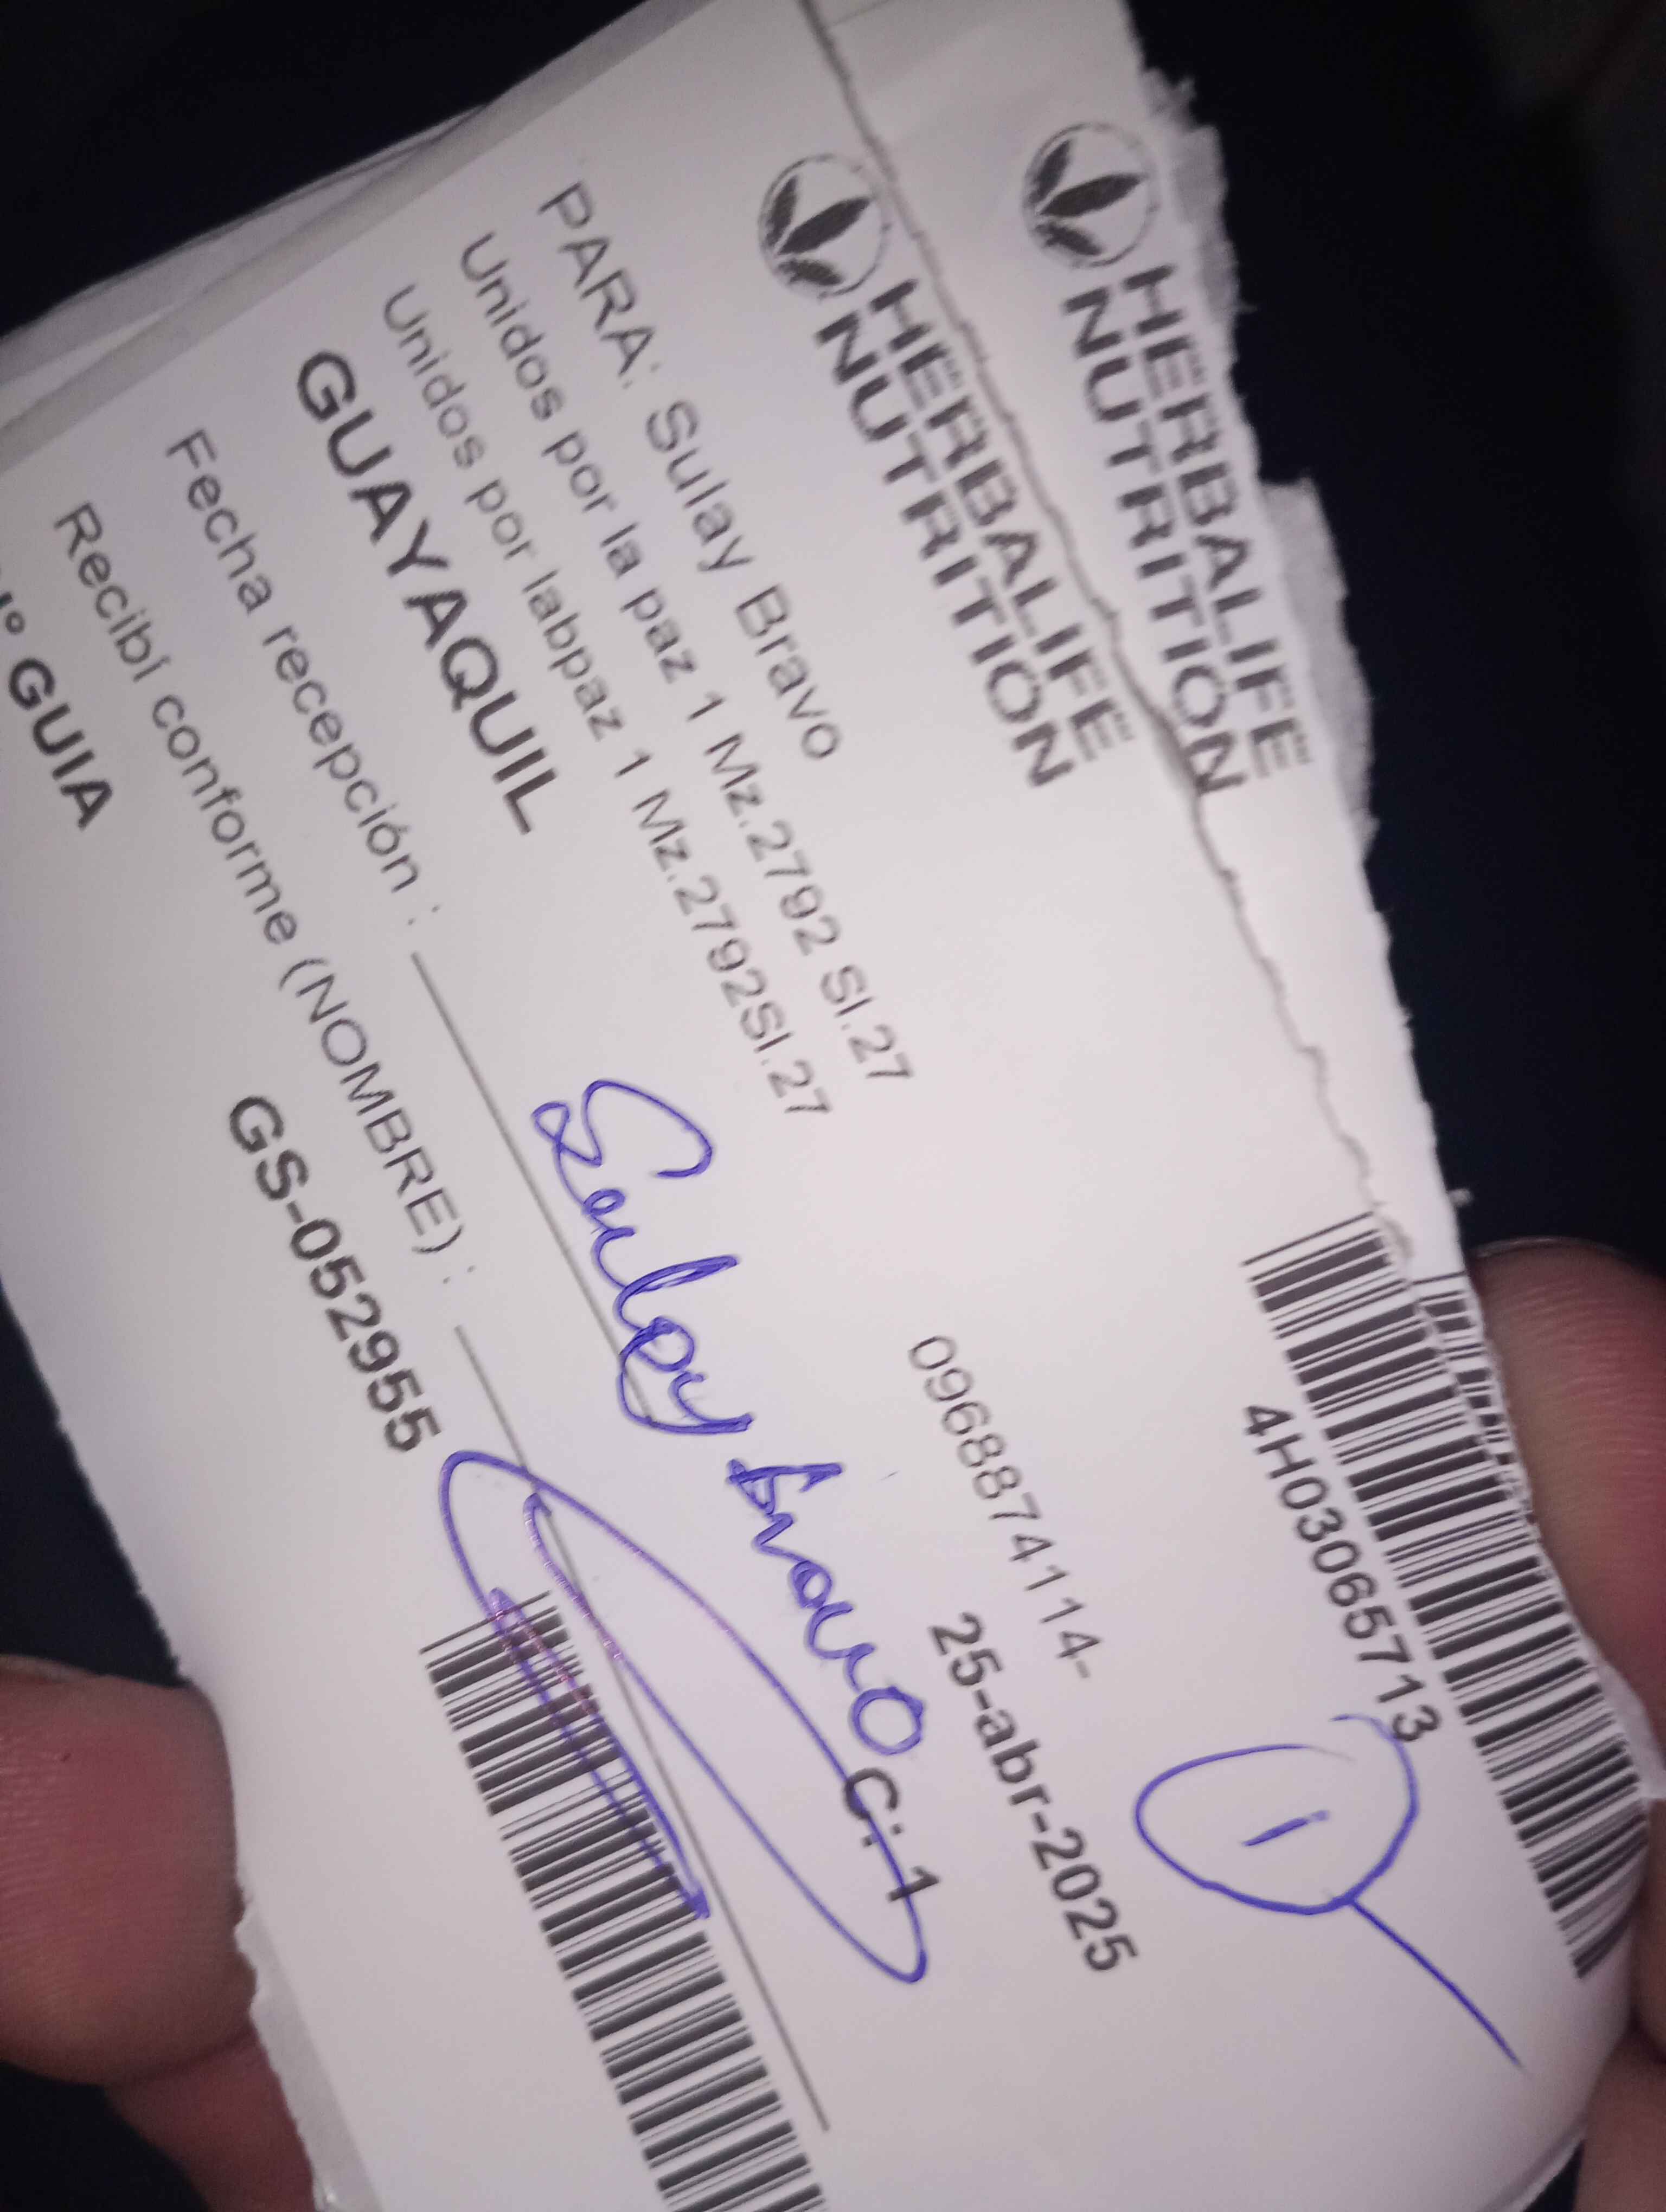 HERBALIFE
NUTRITION
HERBALIFE
NUTRITION
4H03065713
1
PARA: Sulay Bravo
Unidos por la paz 1 Mz.2792 Sl.27
0968874114-
Unidos por labpaz 1 Mz.2792Sl.27
GUAYAQUIL
25-abr-2025
Fecha recepción :
Sulay bravo
C: 1
Recibí conforme (NOMBRE) :
Nº GUIA
GS-052955